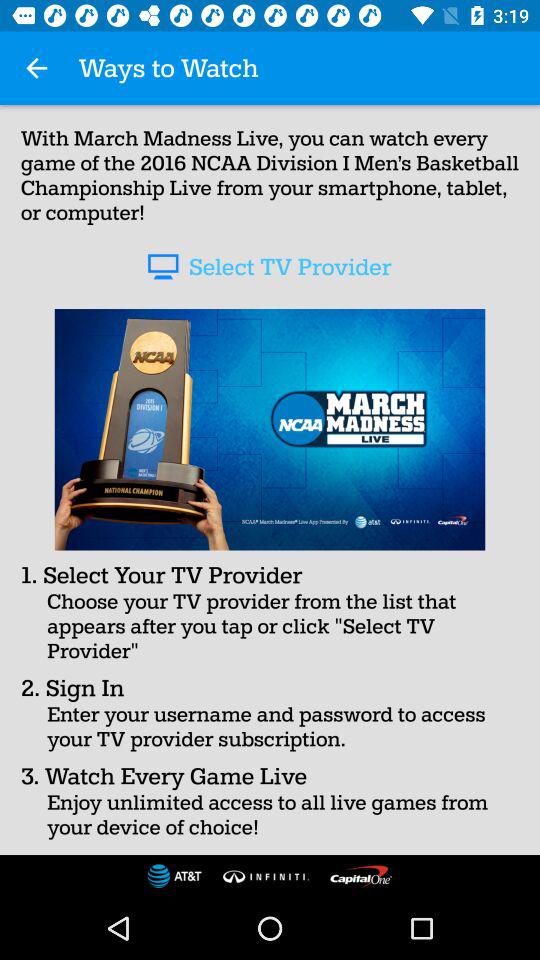 3:19
Ways to Watch
With March Madness Live, you can watch every
game of the 2016 NCAA Division I Men's Basketball
Championship Live from your smartphone, tablet,
or computer!
Select TV Provider
NCAA
2015
DIVISION I
MEN'S
BASKETBALL
NATIONAL CHAMPION
NCAA
MARCH
MADNESS
LIVE
NCAA® March Madness® Live App Presented By
at&t
INFINITI.
Capital One
1. Select Your TV Provider
Choose your TV provider from the list that
appears after you tap or click "Select TV
Provider"
2. Sign In
Enter your username and password to access
your TV provider subscription.
3. Watch Every Game Live
Enjoy unlimited access to all live games from
your device of choice!
AT&T
INFINITI.
Capital One